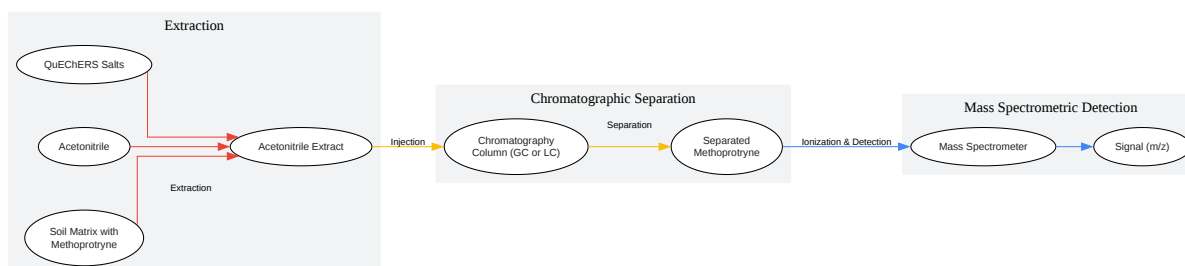 Extraction
QuEChERS Salts
Acetonitrile
Acetonitrile Extract
Extraction
Soil Matrix with
Methoprotryne
Injection
Chromatographic Separation
Chromatography
Column (GC or LC)
Separation
Separated
Methoprotryne
Ionization & Detection
Mass Spectrometric Detection
Mass Spectrometer
Signal (m/z)